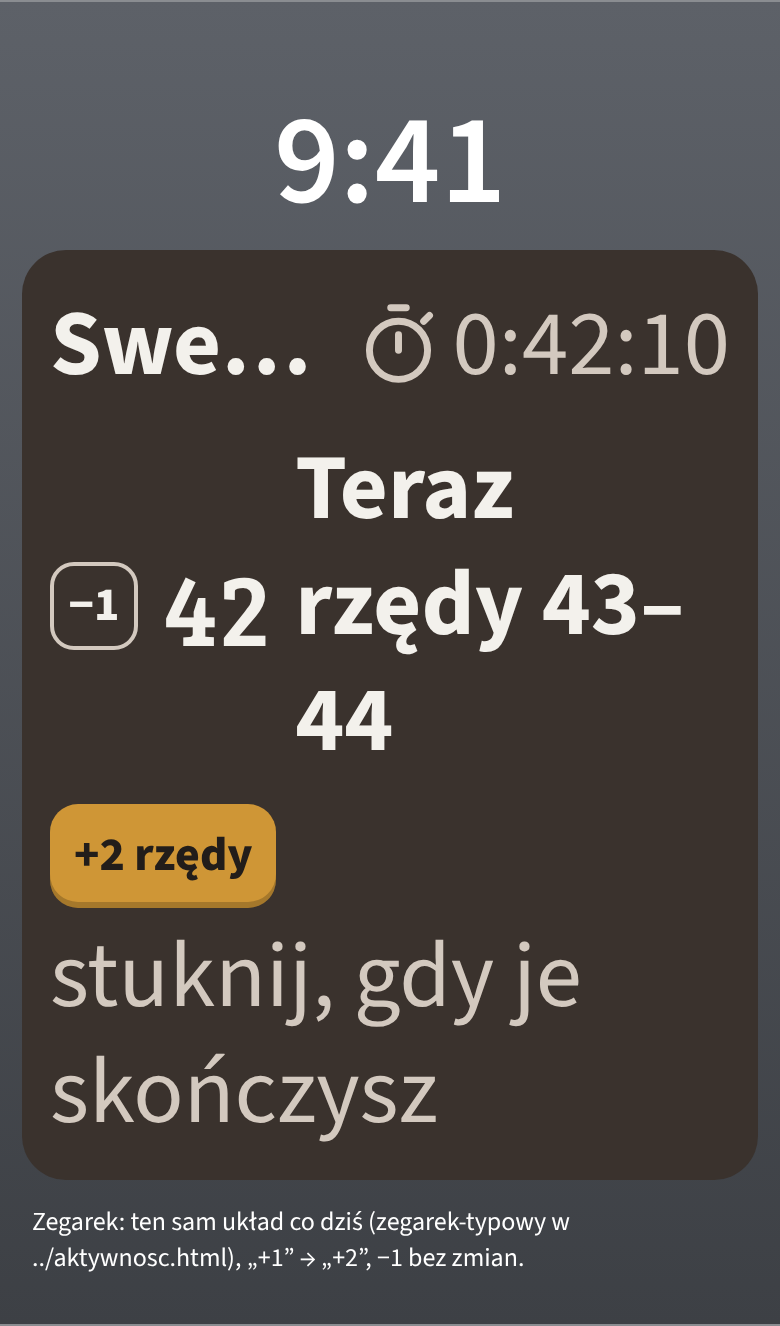 9:41
Swe... 0:42:10
Teraz
−1 42 rzędy 43–
44
+2 rzędy
stuknij, gdy je
skończysz
Zegarek: ten sam układ co dziś (zegarek-typowy w
../aktywnosc.html), „+1” → „+2”, −1 bez zmian.